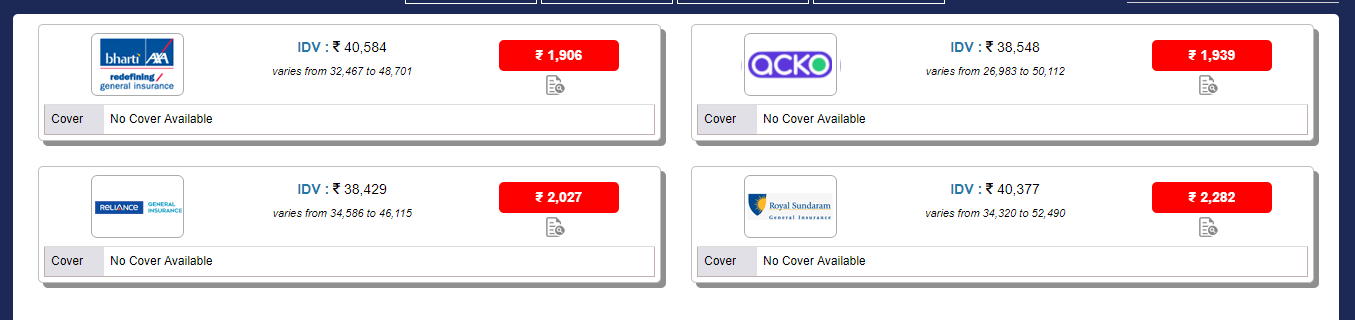 bharti AXA
redefining /
general insurance
IDV : ₹ 40,584
varies from 32,467 to 48,701
₹ 1,906
Cover No Cover Available
ACKO
IDV : ₹ 38,548
varies from 26,983 to 50,112
₹ 1,939
Cover No Cover Available
RELIANCE GENERAL
INSURANCE
IDV : ₹ 38,429
varies from 34,586 to 46,115
₹ 2,027
Cover No Cover Available
Royal Sundaram
General Insurance
IDV : ₹ 40,377
varies from 34,320 to 52,490
₹ 2,282
Cover No Cover Available